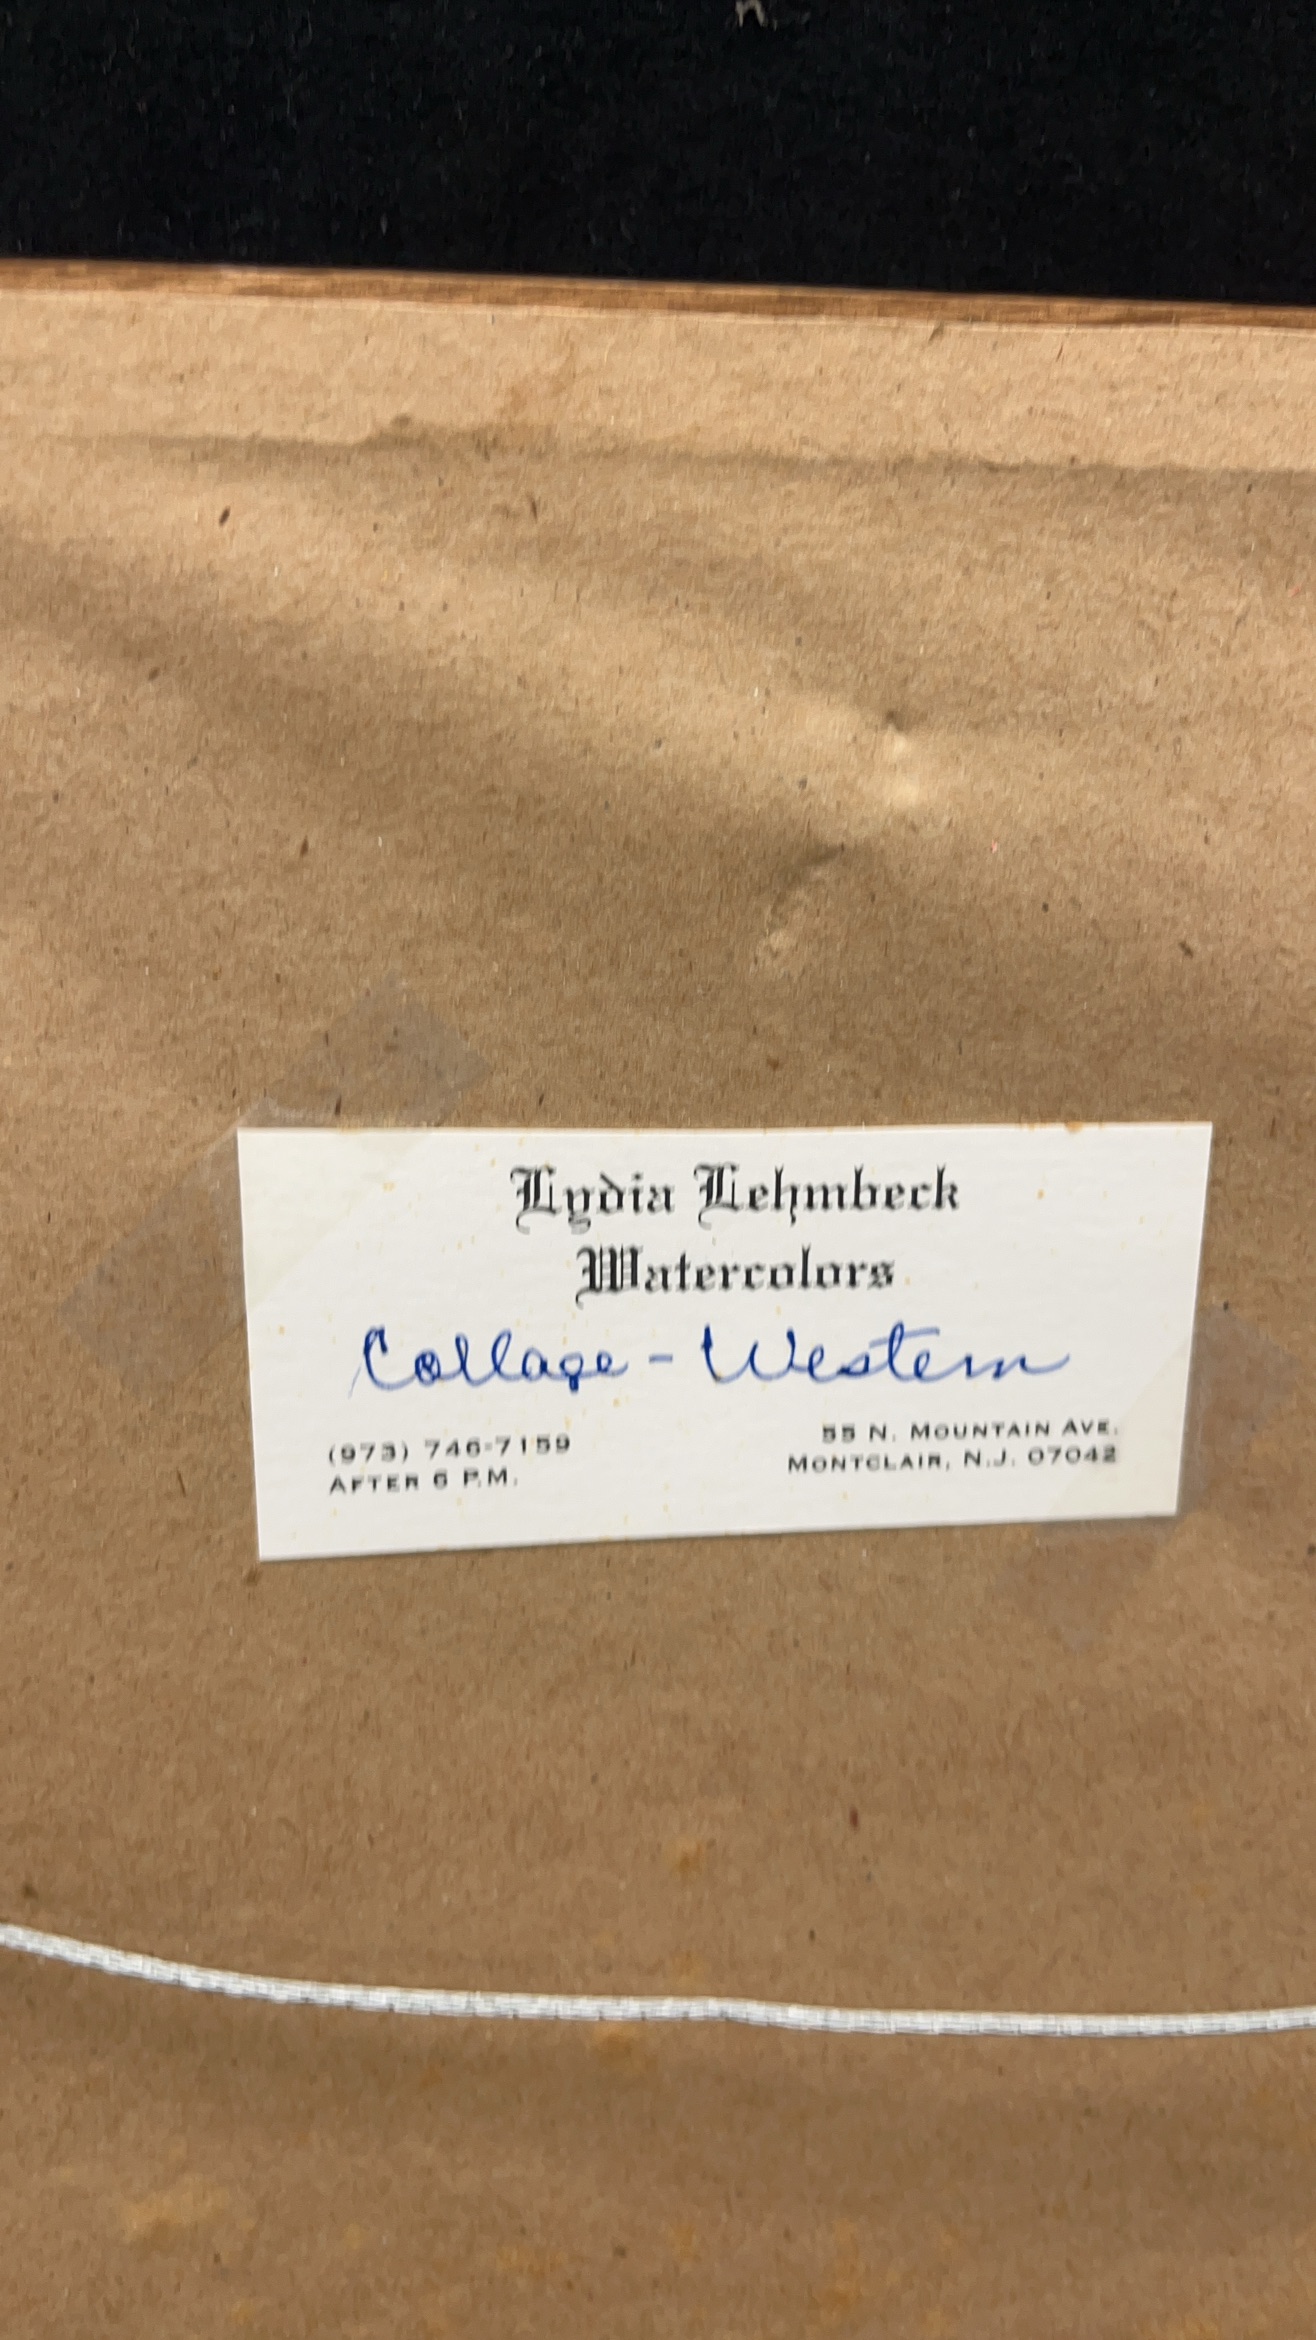 Lydia Lehmbeck
Watercolors
Collage - Western
(973) 746-7159
AFTER 6 P.M.
55 N. MOUNTAIN AVE.
MONTCLAIR, N.J. 07042